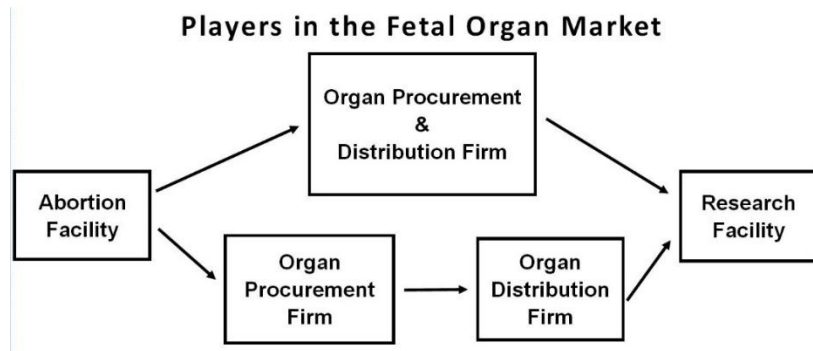 Players in the Fetal Organ Market
Organ Procurement
&
Distribution Firm
Abortion
Facility
Research
Facility
Organ
Procurement
Firm
Organ
Distribution
Firm